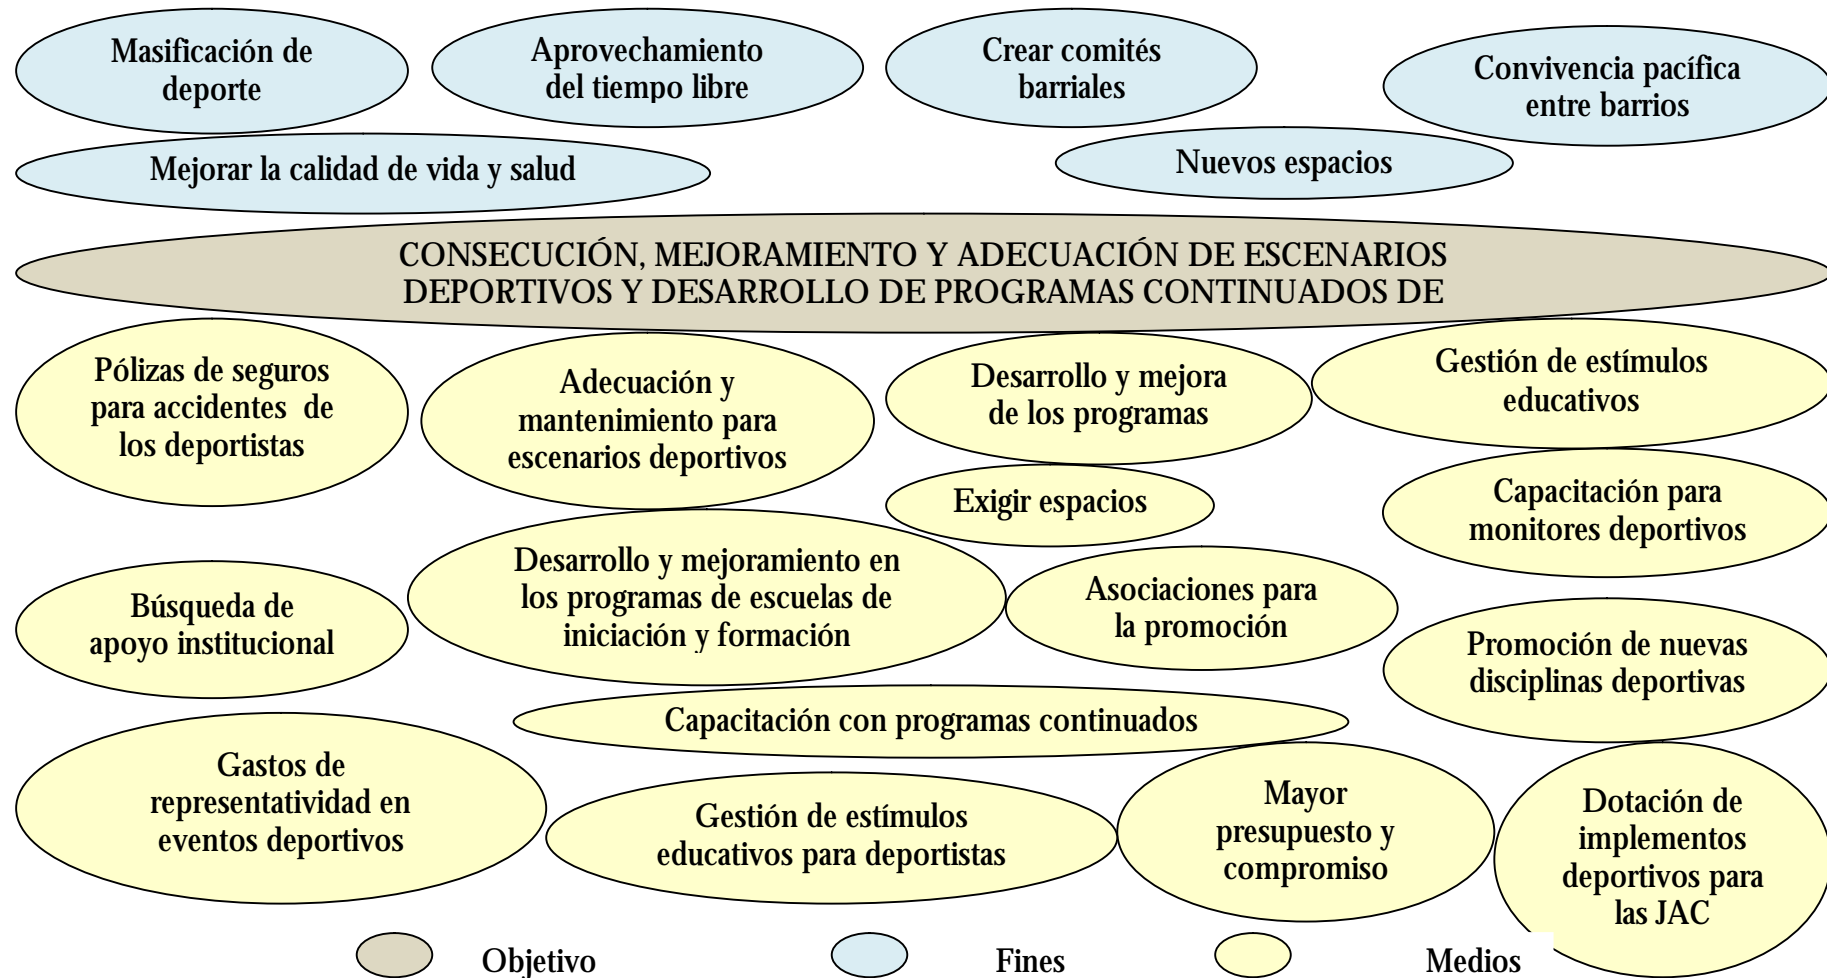 Masificación de
deporte
Aprovechamiento
del tiempo libre
Crear comités
barriales
Convivencia pacífica
entre barrios
Mejorar la calidad de vida y salud
Nuevos espacios
CONSECUCIÓN, MEJORAMIENTO Y ADECUACIÓN DE ESCENARIOS
DEPORTIVOS Y DESARROLLO DE PROGRAMAS CONTINUADOS DE
Pólizas de seguros
para accidentes de
los deportistas
Adecuación y
mantenimiento para
escenarios deportivos
Desarrollo y mejora
de los programas
Gestión de estímulos
educativos
Exigir espacios
Capacitación para
monitores deportivos
Búsqueda de
apoyo institucional
Desarrollo y mejoramiento en
los programas de escuelas de
iniciación y formación
Asociaciones para
la promoción
Promoción de nuevas
disciplinas deportivas
Capacitación con programas continuados
Gastos de
representatividad en
eventos deportivos
Gestión de estímulos
educativos para deportistas
Mayor
presupuesto y
compromiso
Dotación de
implementos
deportivos para
las JAC
Objetivo
Fines
Medios